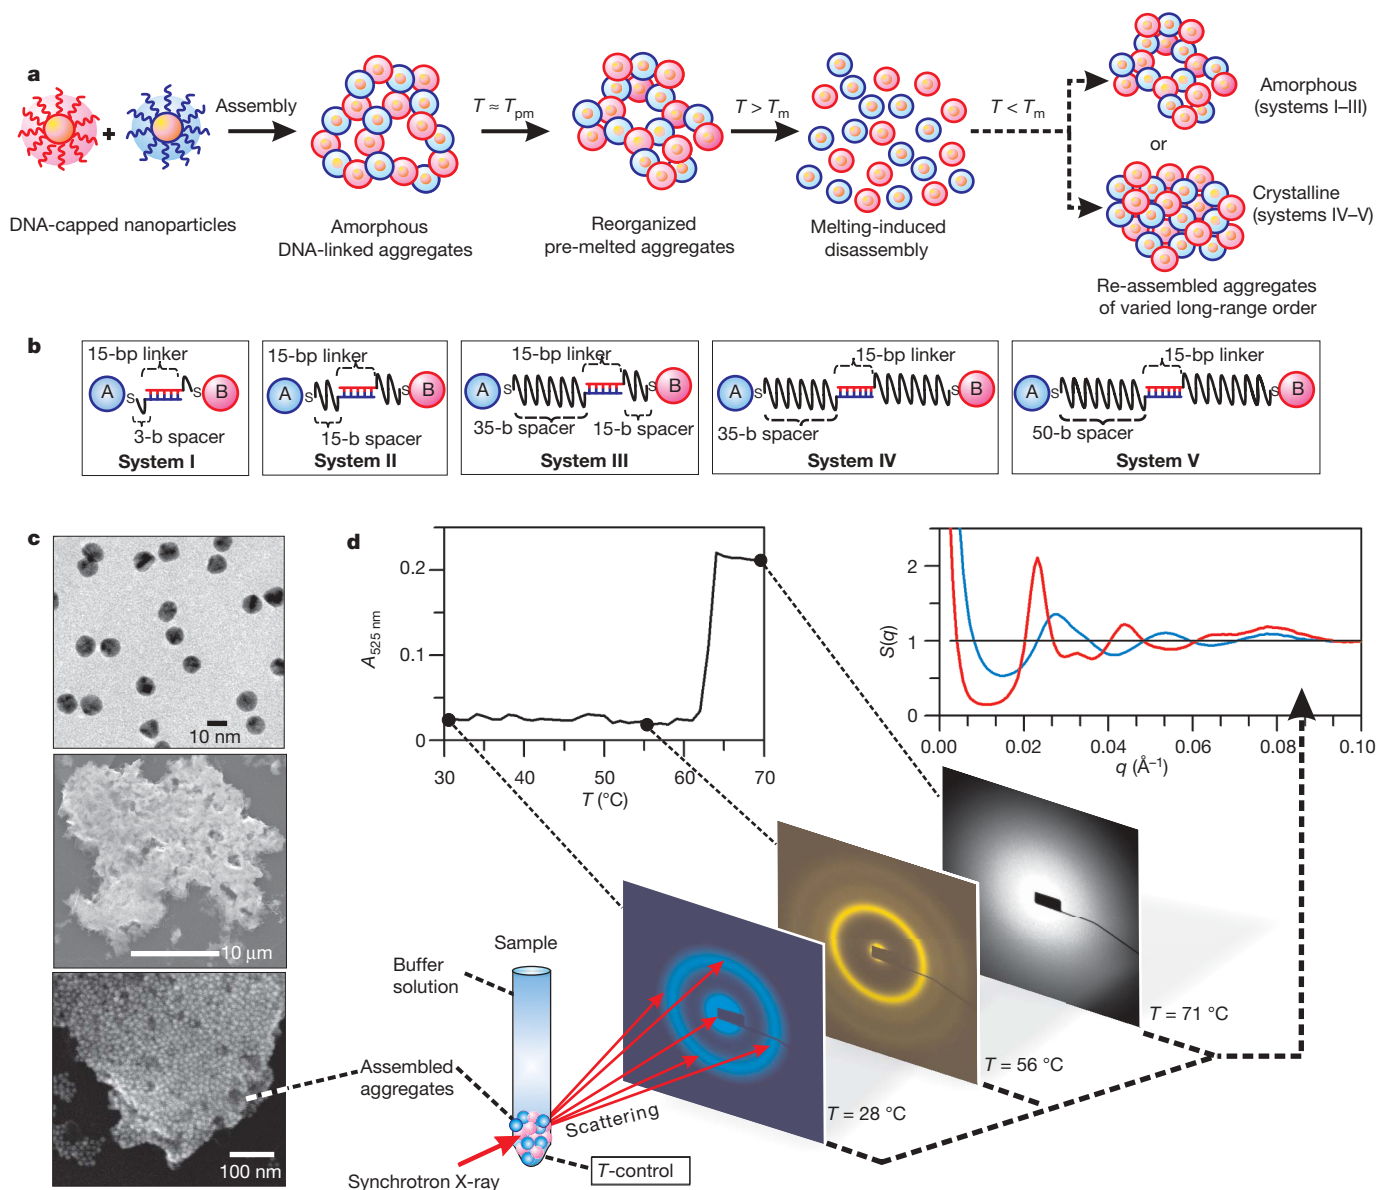 a
Assembly
T ≈ Tpm
T > Tm
T < Tm
Amorphous
(systems I–III)
or
Crystalline
(systems IV–V)
DNA-capped nanoparticles
Amorphous
DNA-linked aggregates
Reorganized
pre-melted aggregates
Melting-induced
disassembly
Re-assembled aggregates
of varied long-range order
b
15-bp linker
A
S
S
B
3-b spacer
System I
15-bp linker
A
S
S
B
15-b spacer
System II
15-bp linker
A
S
S
B
35-b spacer
15-b spacer
System III
15-bp linker
A
S
S
B
35-b spacer
System IV
15-bp linker
A
S
S
B
50-b spacer
System V
c
10 nm
10 μm
100 nm
d
0.2
0.1
0
A525 nm
30
40
50
60
70
T (°C)
2
1
0
S(q)
0.00
0.02
0.04
0.06
0.08
0.10
q (Å–1)
T = 71 °C
T = 56 °C
T = 28 °C
Sample
Buffer
solution
Assembled
aggregates
Scattering
T-control
Synchrotron X-ray